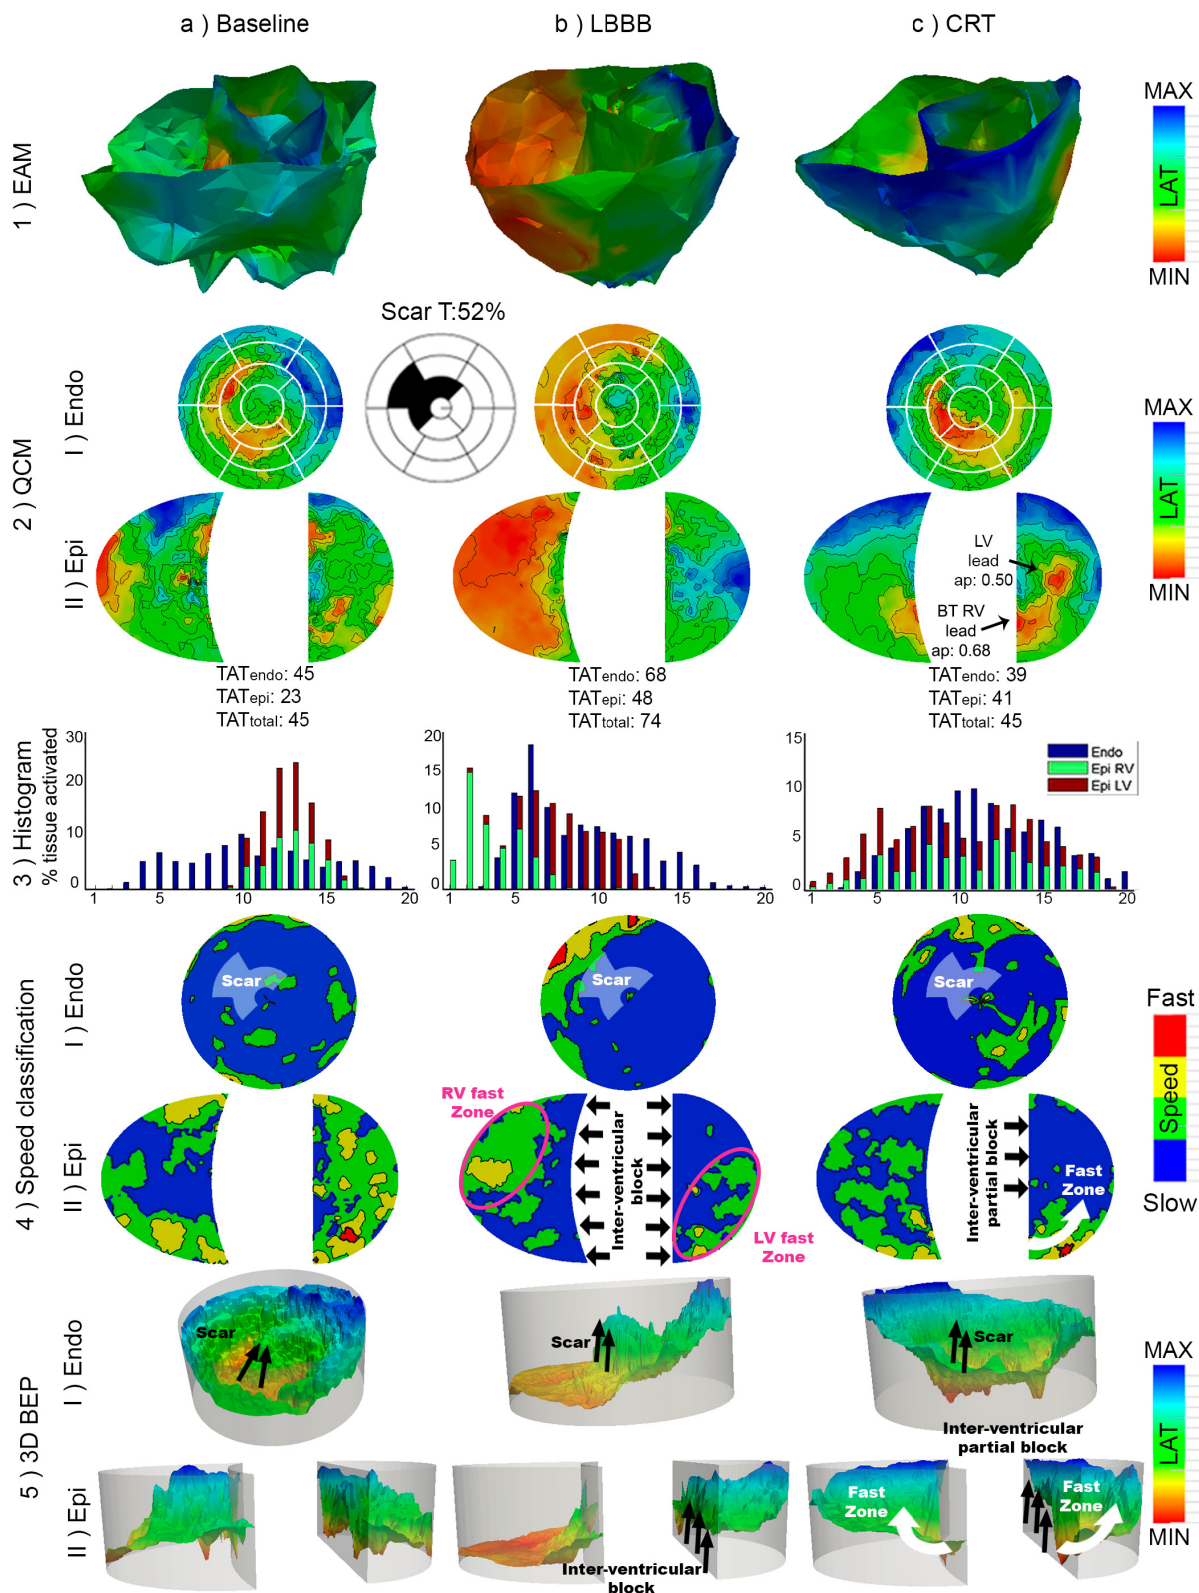 a ) Baseline
b ) LBBB
c ) CRT
1 ) EAM
MAX
LAT
MIN
Scar T:52%
2 ) QCM
I ) Endo
II ) Epi
MAX
LAT
MIN
LV
lead
ap: 0.50
BT RV
lead
ap: 0.68
TATendo: 45
TATepi: 23
TATtotal: 45
TATendo: 68
TATepi: 48
TATtotal: 74
TATendo: 39
TATepi: 41
TATtotal: 45
3 ) Histogram
% tissue activated
30
20
10
0
1
5
10
15
20
20
15
10
5
0
1
5
10
15
20
15
10
5
0
1
5
10
15
20
Endo
Epi RV
Epi LV
4 ) Speed classification
I ) Endo
II ) Epi
Scar
Scar
Scar
Fast
Speed
Slow
RV fast
Zone
Inter-ventricular
block
LV fast
Zone
Inter-ventricular
partial block
Fast
Zone
5 ) 3D BEP
I ) Endo
II ) Epi
Scar
Scar
Scar
MAX
LAT
MIN
Inter-ventricular
partial block
Inter-ventricular
block
Fast
Zone
Fast
Zone